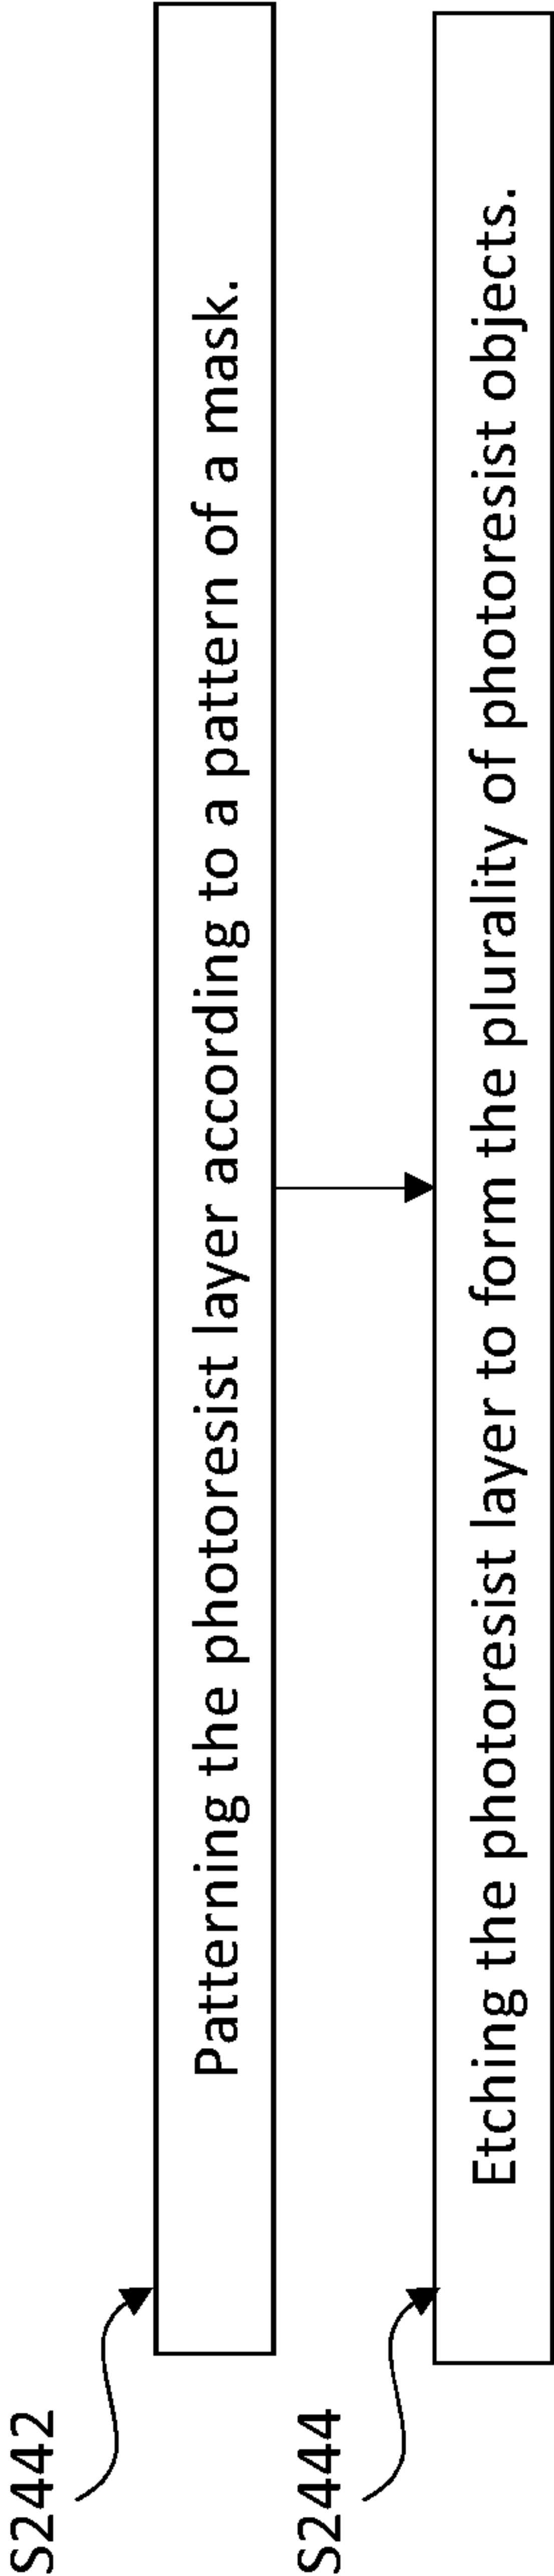 S2442
Patterning the photoresist layer according to a pattern of a mask.
S2444
Etching the photoresist layer to form the plurality of photoresist objects.